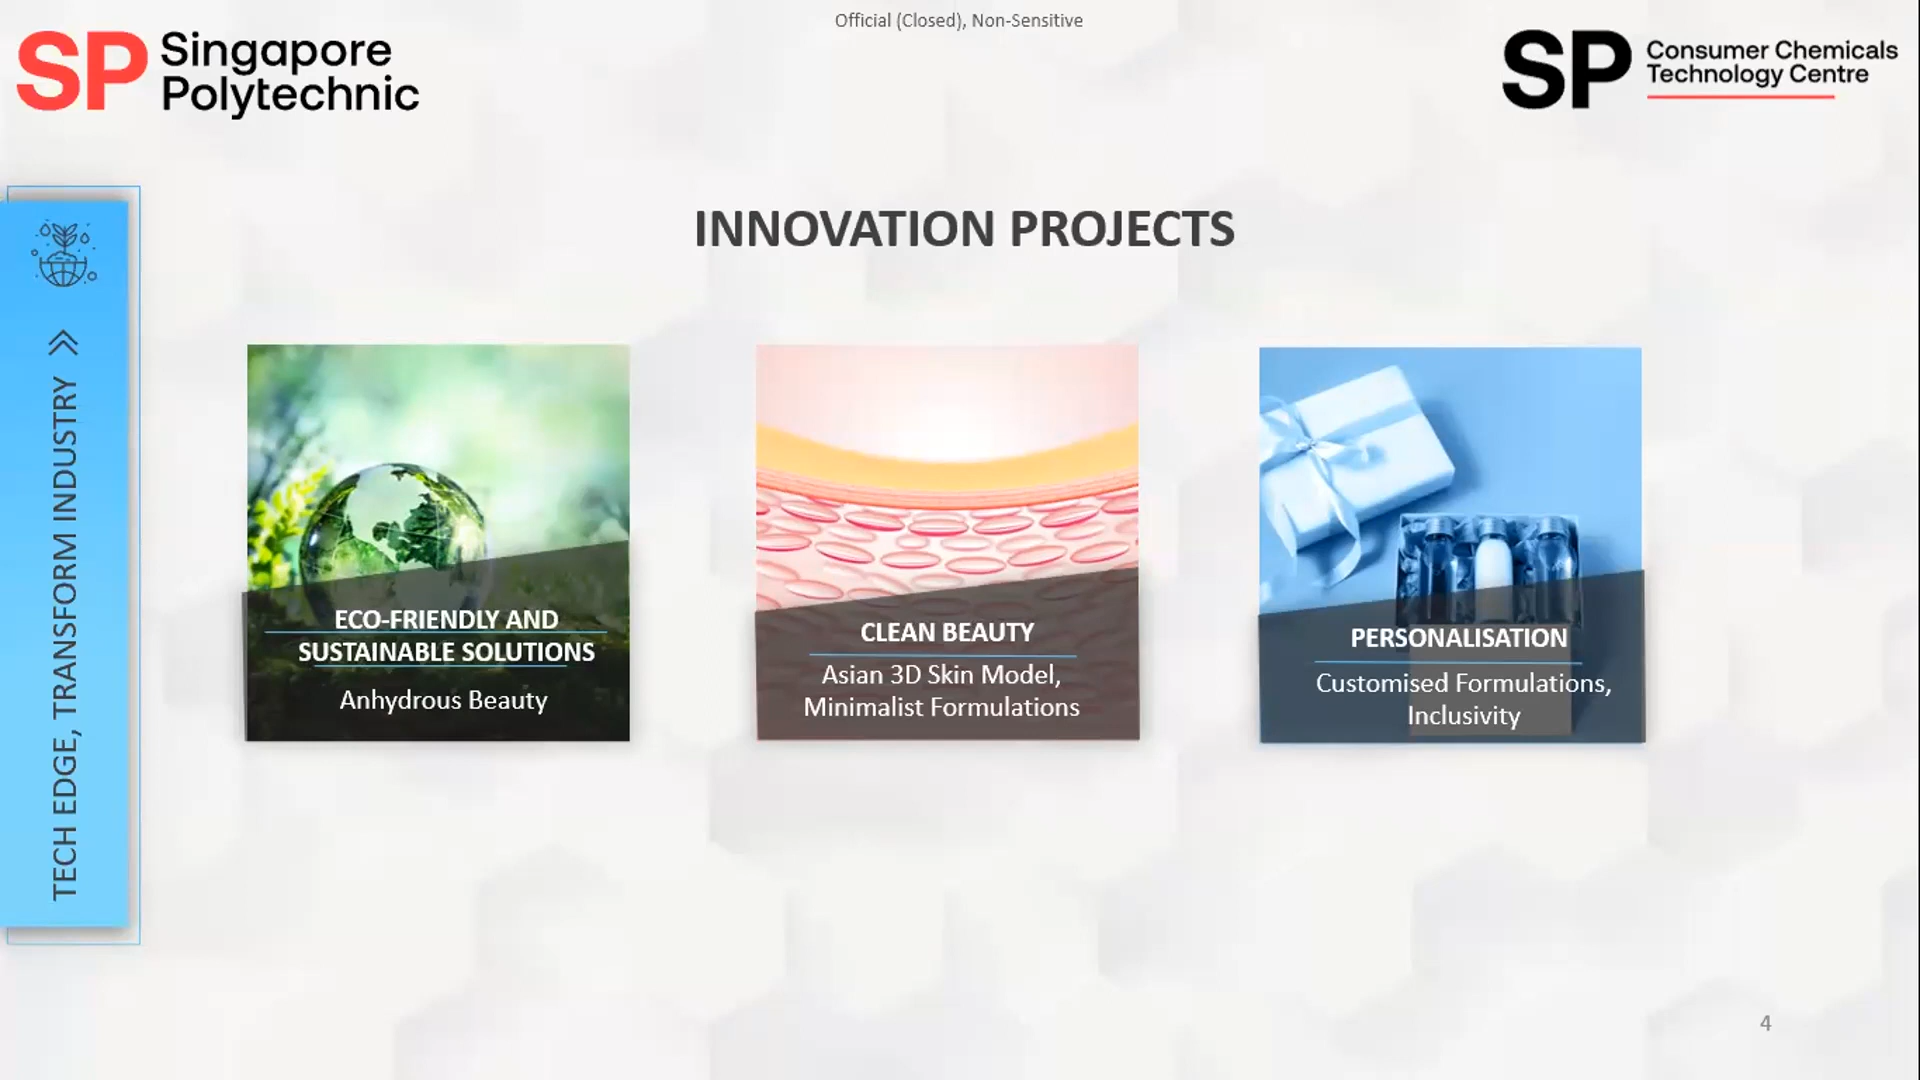 Official (Closed), Non-Sensitive
SP Singapore
Polytechnic
SP Consumer Chemicals
Technology Centre
TECH EDGE, TRANSFORM INDUSTRY
INNOVATION PROJECTS
ECO-FRIENDLY AND
SUSTAINABLE SOLUTIONS
Anhydrous Beauty
CLEAN BEAUTY
Asian 3D Skin Model,
Minimalist Formulations
PERSONALISATION
Customised Formulations,
Inclusivity
4